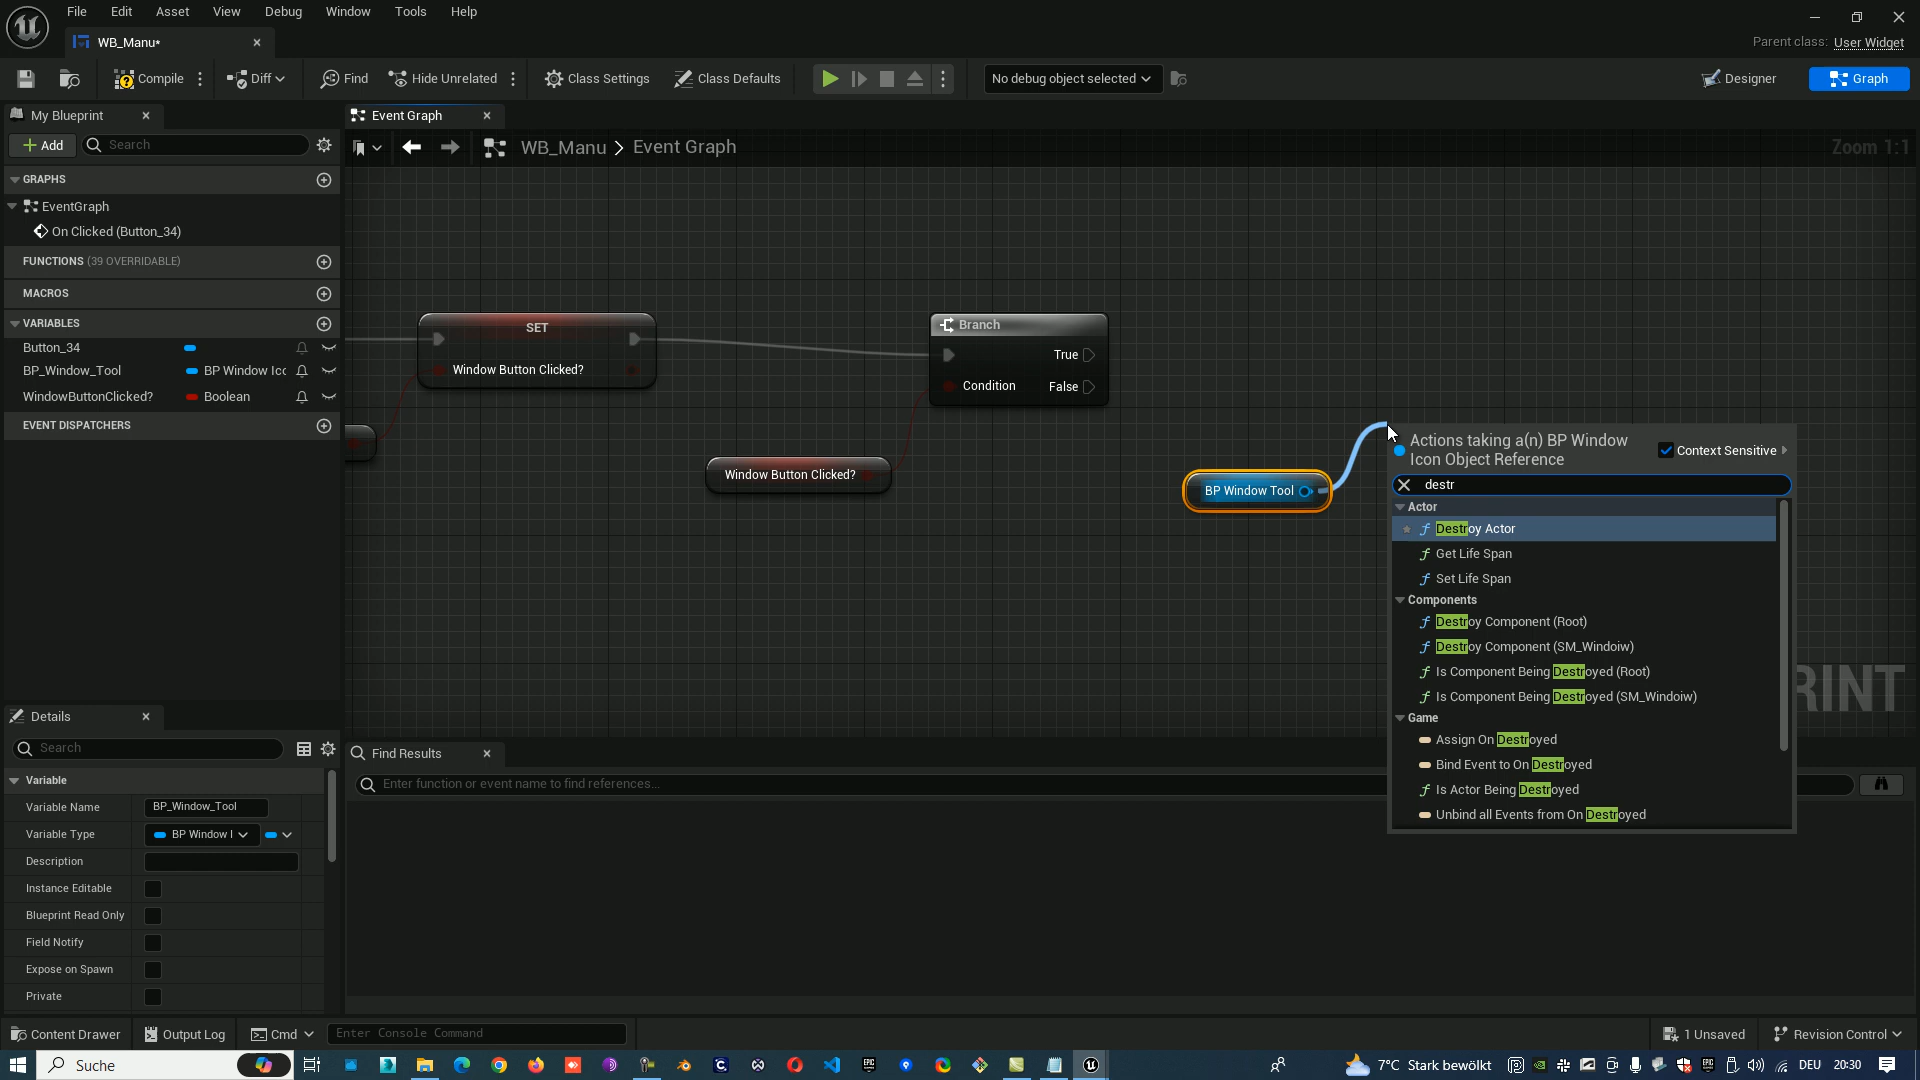 File Edit Asset View Debug Window Tools Help
WB_Manu*
Parent class: User Widget
Compile Diff Find Hide Unrelated Class Settings Class Defaults No debug object selected Designer Graph
My Blueprint
Event Graph
Add Search
WB_Manu > Event Graph Zoom 1:1
GRAPHS
EventGraph
On Clicked (Button_34)
FUNCTIONS (39 OVERRIDABLE)
MACROS
VARIABLES
Button_34
BP_Window_Tool BP Window Icc
WindowButtonClicked? Boolean
EVENT DISPATCHERS
SET
Window Button Clicked?
Branch
True
Condition False
Window Button Clicked?
BP Window Tool
Actions taking a(n) BP Window
Icon Object Reference
Context Sensitive
destr
Actor
Destroy Actor
Get Life Span
Set Life Span
Components
Destroy Component (Root)
Destroy Component (SM_Windoiw)
Is Component Being Destroyed (Root)
Is Component Being Destroyed (SM_Windoiw)
Game
Assign On Destroyed
Bind Event to On Destroyed
Is Actor Being Destroyed
Unbind all Events from On Destroyed
RINT
Details
Search
Variable
Variable Name BP_Window_Tool
Variable Type BP Window I
Description
Instance Editable
Blueprint Read Only
Field Notify
Expose on Spawn
Private
Find Results
Enter function or event name to find references...
Content Drawer Output Log Cmd Enter Console Command 1 Unsaved Revision Control
Suche 7°C Stark bewölkt DEU 20:30